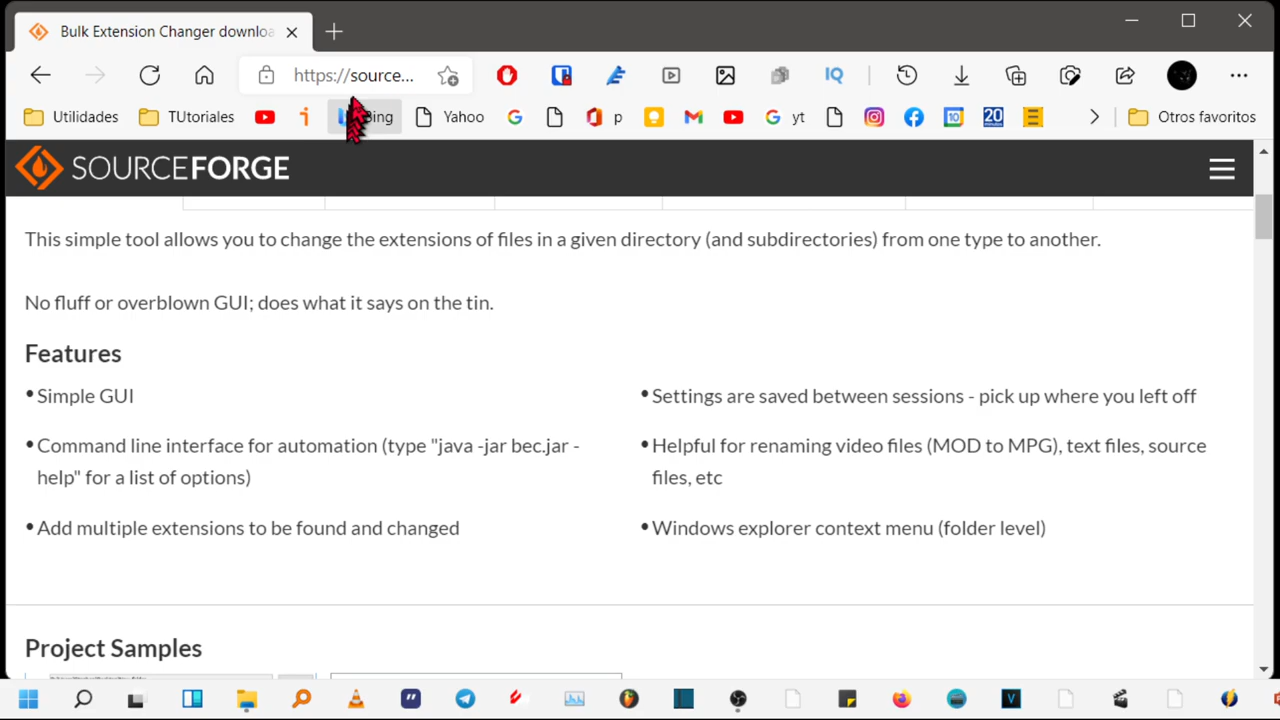 Bulk Extension Changer downloa
https://source...
IQ
Utilidades
TUtoriales
Bing
Yahoo
p
yt
10
20
Otros favoritos
SOURCEFORGE
This simple tool allows you to change the extensions of files in a given directory (and subdirectories) from one type to another.
No fluff or overblown GUI; does what it says on the tin.
Features
• Simple GUI
• Settings are saved between sessions - pick up where you left off
• Command line interface for automation (type "java -jar bec.jar -
help" for a list of options)
• Helpful for renaming video files (MOD to MPG), text files, source
files, etc
• Add multiple extensions to be found and changed
• Windows explorer context menu (folder level)
Project Samples